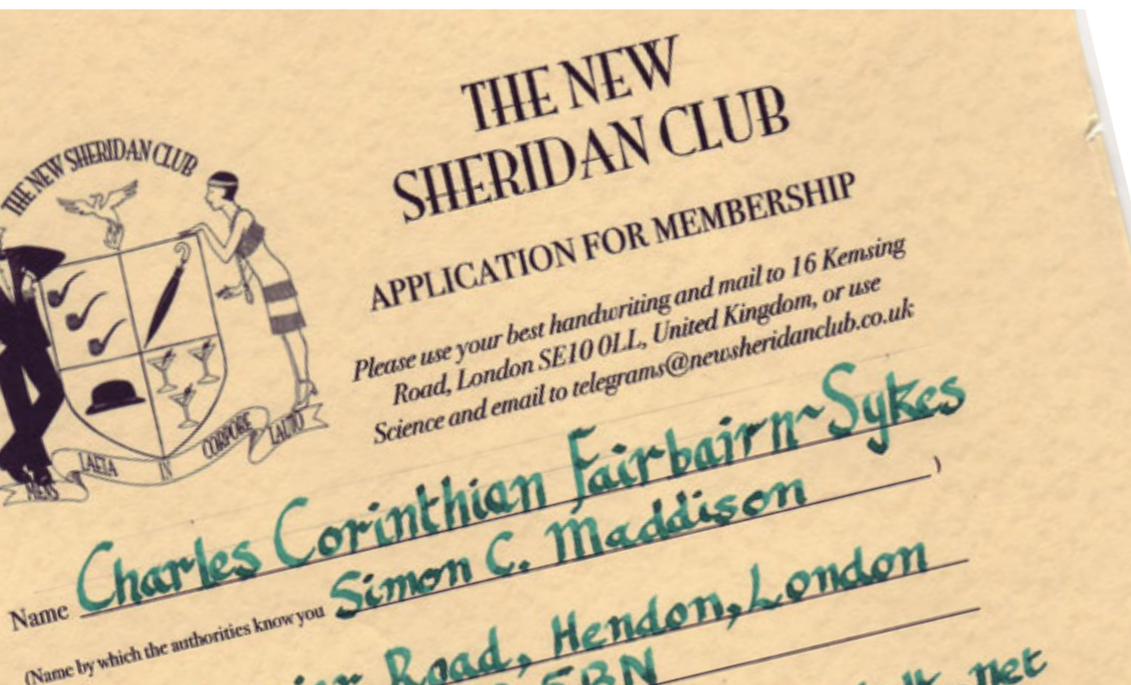 THE NEW
SHERIDAN CLUB
THE NEW SHERIDAN CLUB
APPLICATION FOR MEMBERSHIP
Please use your best handwriting and mail to 16 Kemsing
Road, London SE10 0LL, United Kingdom, or use
Science and email to telegrams@newsheridanclub.co.uk
MENS LAETA IN CORPORE LAUTO
Name Charles Corinthian Fairbairn-Sykes
(Name by which the authorities know you Simon C. Maddison )
Road, Hendon, London
5BN
.net